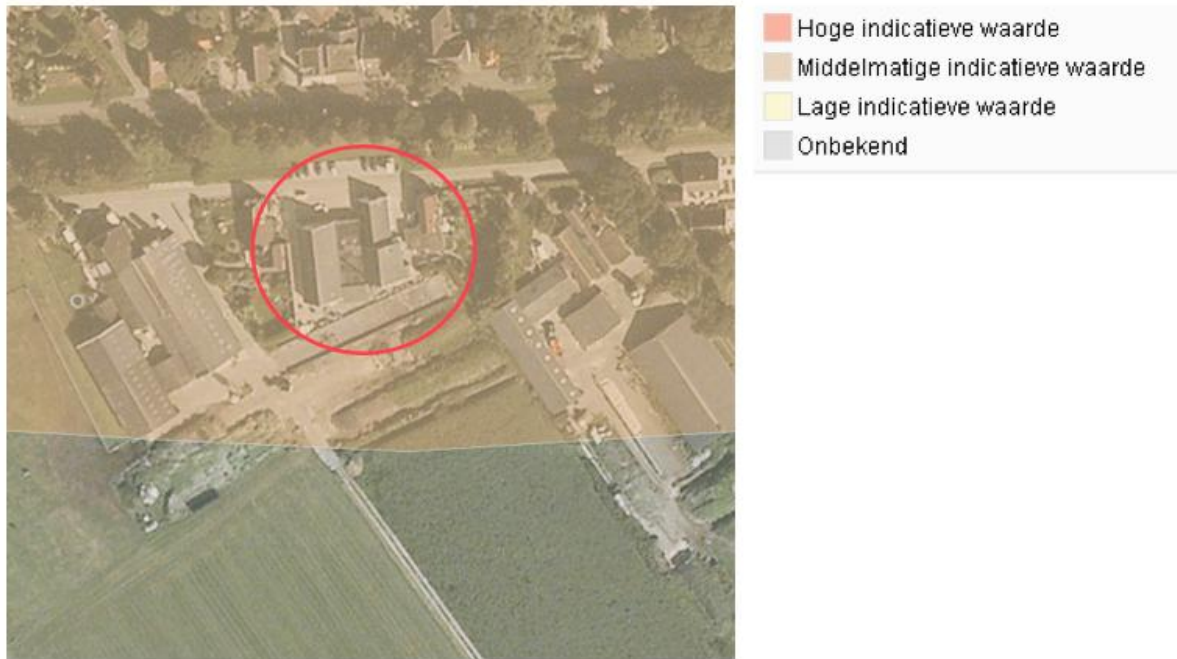 Hoge indicatieve waarde
Middelmatige indicatieve waarde
Lage indicatieve waarde
Onbekend